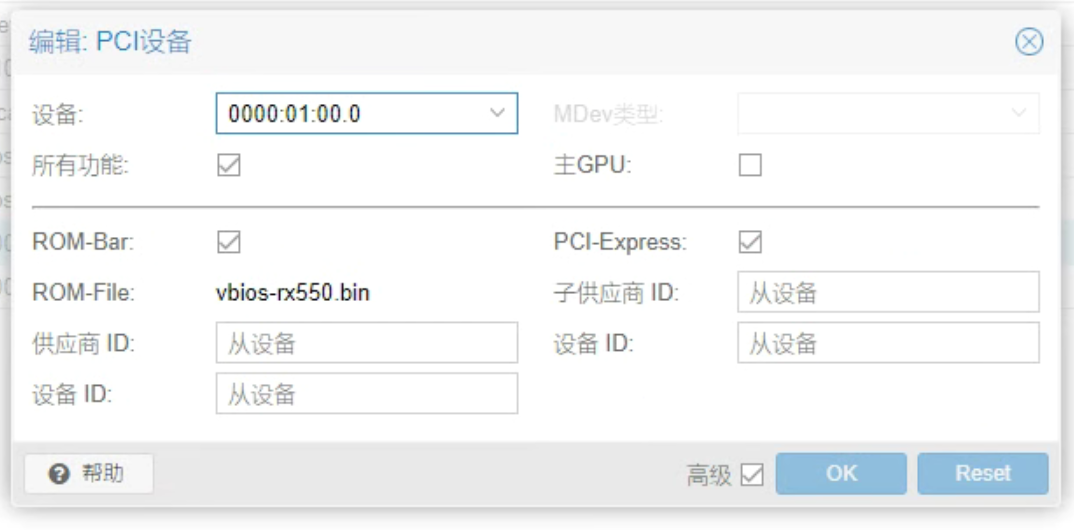 编辑: PCI设备
设备: 0000:01:00.0 MDev类型:
所有功能: 主GPU:
ROM-Bar: PCI-Express:
ROM-File: vbios-rx550.bin 子供应商 ID: 从设备
供应商 ID: 从设备 设备 ID: 从设备
设备 ID: 从设备
帮助 高级 OK Reset